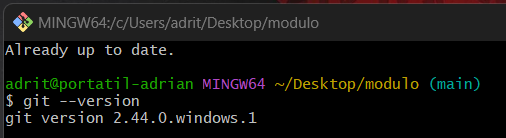 MINGW64:/c/Users/adrit/Desktop/modulo
Already up to date.
adrit@portatil-adrian MINGW64 ~/Desktop/modulo (main)
$ git --version
git version 2.44.0.windows.1